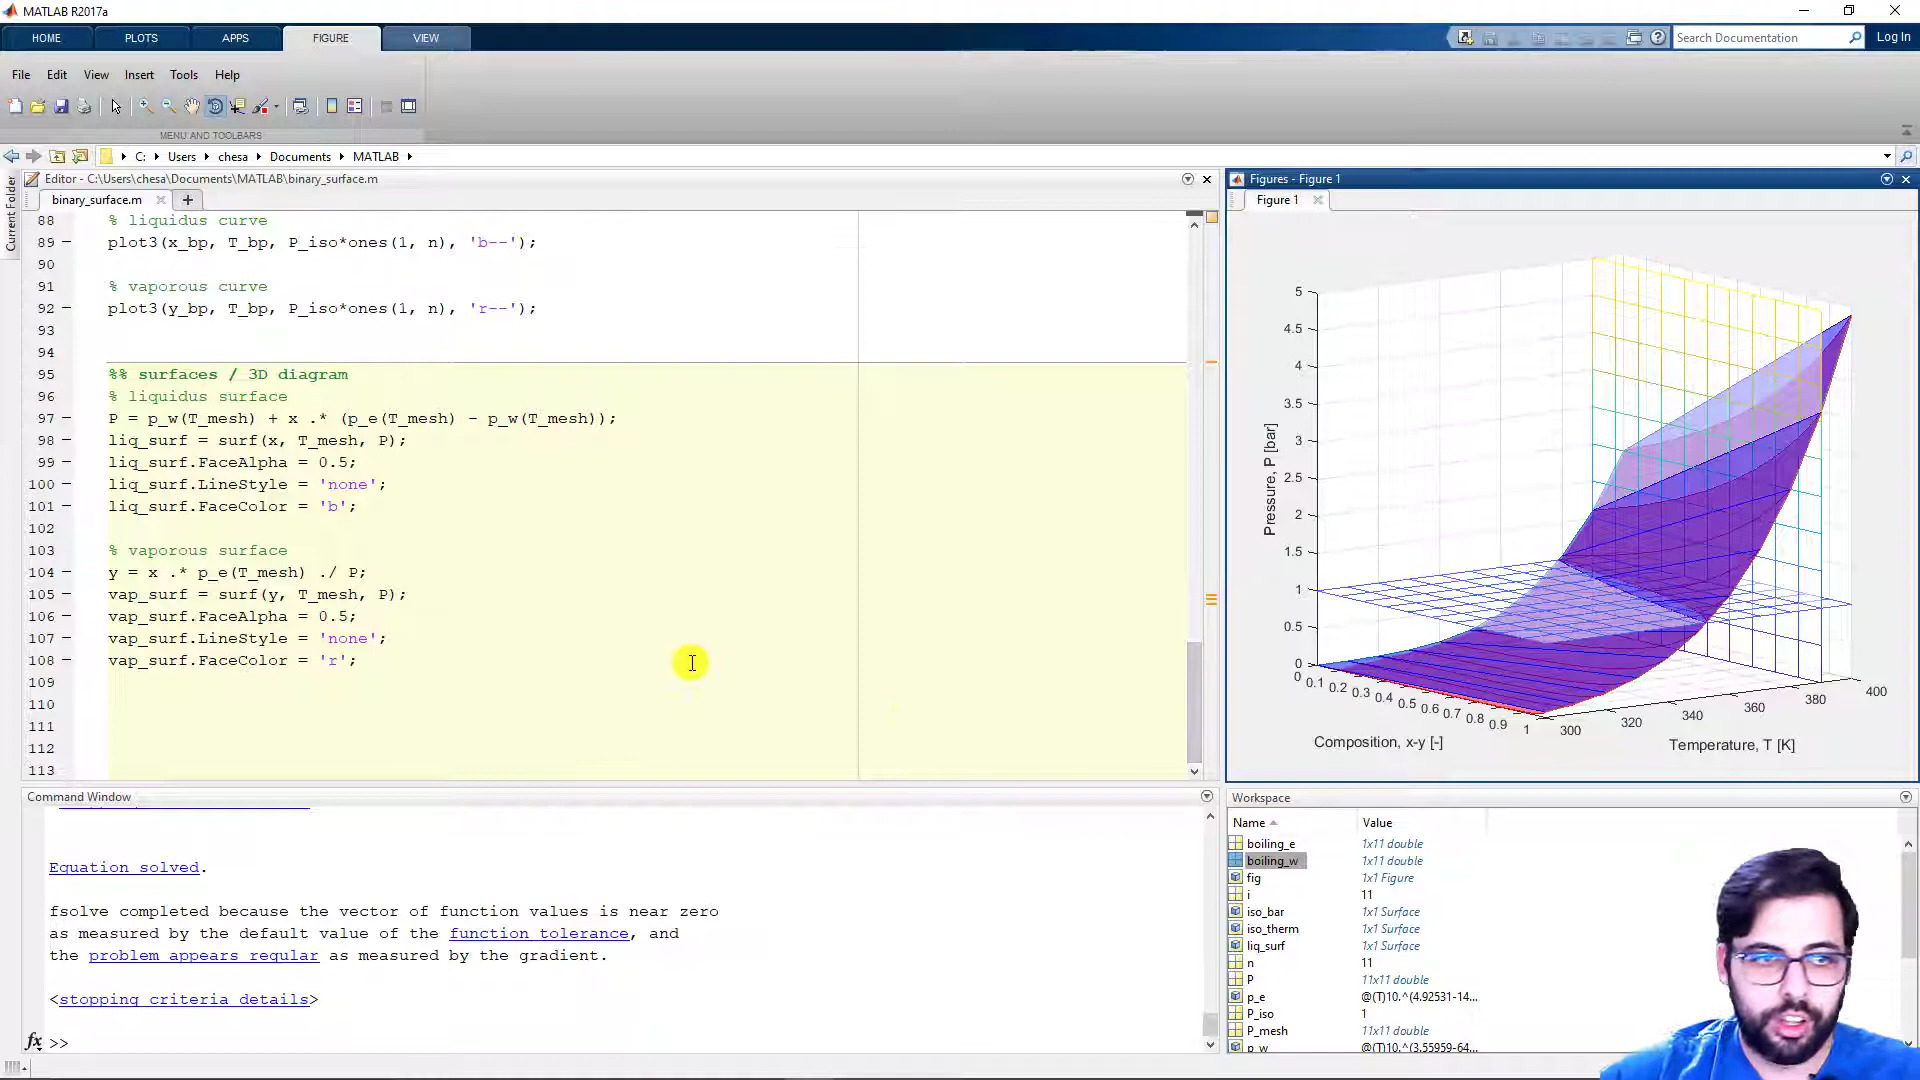 MATLAB R2017a
HOME PLOTS APPS FIGURE VIEW
Search Documentation Log In
File Edit View Insert Tools Help
MENU AND TOOLBARS
C: Users chesa Documents MATLAB
Current Folder
Editor - C:\Users\chesa\Documents\MATLAB\binary_surface.m
binary_surface.m
88 % liquidus curve
89 - plot3(x_bp, T_bp, P_iso*ones(1, n), 'b--');
90
91 % vaporous curve
92 - plot3(y_bp, T_bp, P_iso*ones(1, n), 'r--');
93
94
95 %% surfaces / 3D diagram
96 % liquidus surface
97 - P = p_w(T_mesh) + x .* (p_e(T_mesh) - p_w(T_mesh));
98 - liq_surf = surf(x, T_mesh, P);
99 - liq_surf.FaceAlpha = 0.5;
100 - liq_surf.LineStyle = 'none';
101 - liq_surf.FaceColor = 'b';
102
103 % vaporous surface
104 - y = x .* p_e(T_mesh) ./ P;
105 - vap_surf = surf(y, T_mesh, P);
106 - vap_surf.FaceAlpha = 0.5;
107 - vap_surf.LineStyle = 'none';
108 - vap_surf.FaceColor = 'r';
109
110
111
112
113
Figures - Figure 1
Figure 1
5
4.5
4
3.5
3
2.5
2
1.5
1
0.5
0
Pressure, P [bar]
0 0.1 0.2 0.3 0.4 0.5 0.6 0.7 0.8 0.9 1
Composition, x-y [-]
300 320 340 360 380 400
Temperature, T [K]
Command Window
Equation solved.
fsolve completed because the vector of function values is near zero
as measured by the default value of the function tolerance, and
the problem appears regular as measured by the gradient.
<stopping criteria details>
fx >>
Workspace
Name Value
boiling_e 1x11 double
boiling_w 1x11 double
fig 1x1 Figure
i 11
iso_bar 1x1 Surface
iso_therm 1x1 Surface
liq_surf 1x1 Surface
n 11
P 11x11 double
p_e @(T)10.^(4.92531-14...
P_iso 1
P_mesh 11x11 double
p_w @(T)10.^(3.55959-64...